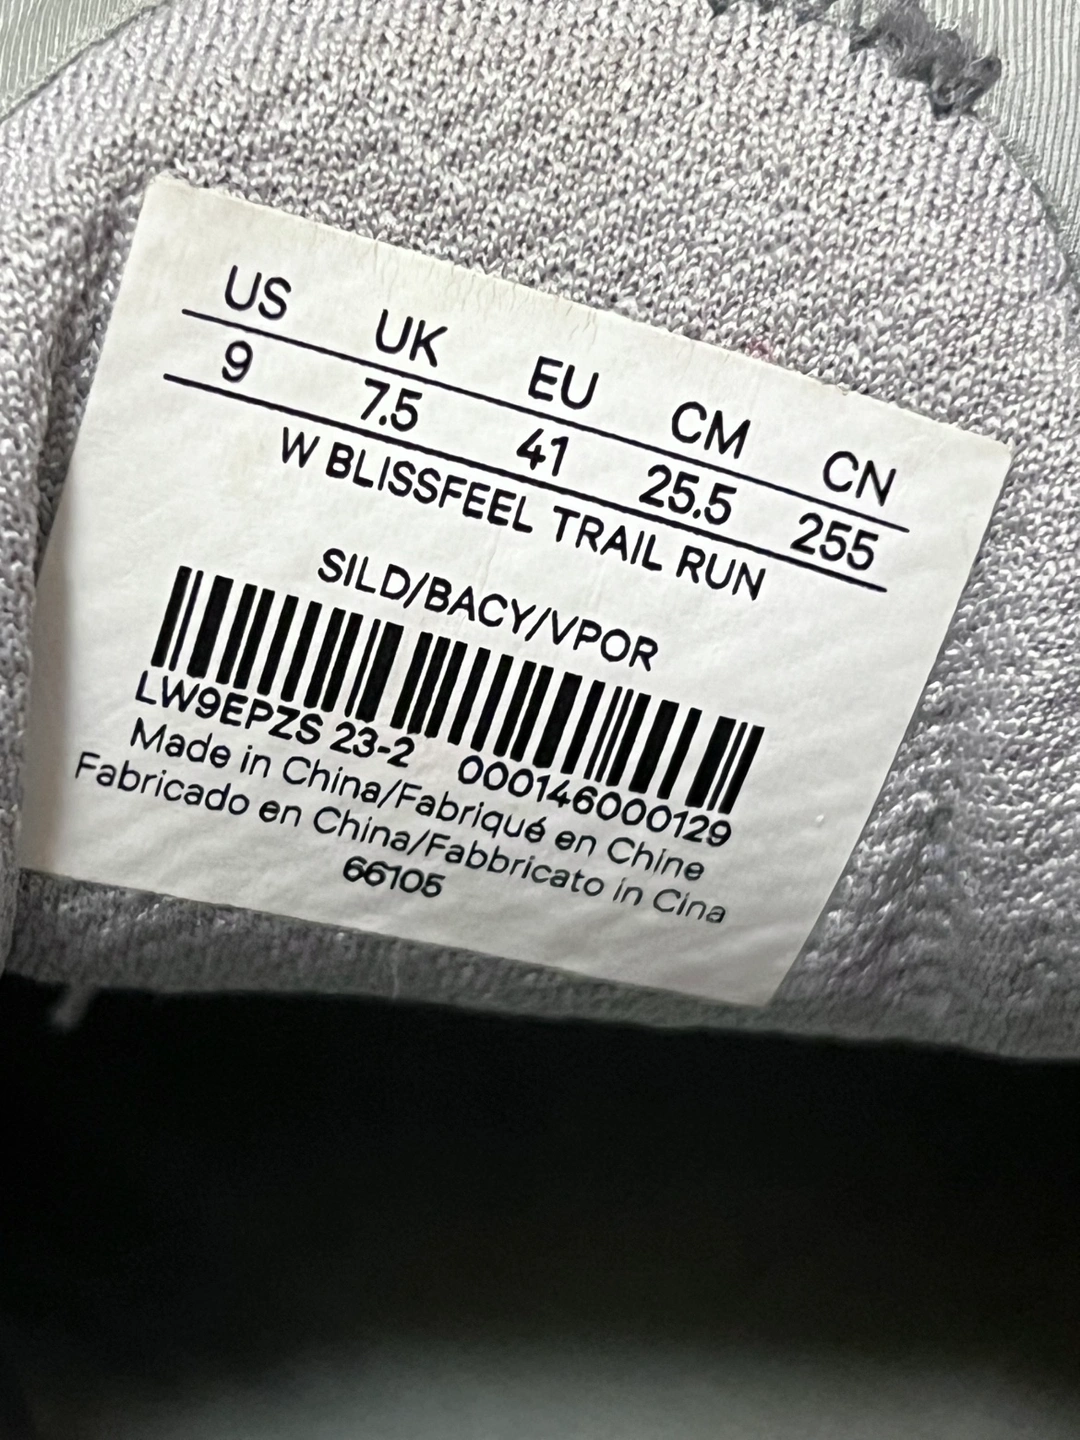 US UK EU CM CN
9 7.5 41 25.5 255
W BLISSFEEL TRAIL RUN
SILD/BACY/VPOR
LW9EPZS 23-2 000146000129
Made in China/Fabriqué en Chine
Fabricado en China/Fabbricato in Cina
66105